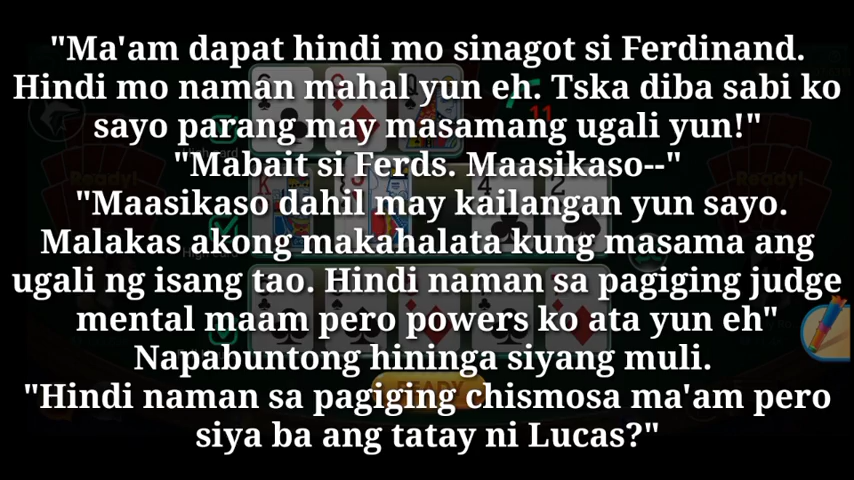 "Ma'am dapat hindi mo sinagot si Ferdinand.
Hindi mo naman mahal yun eh. Tska diba sabi ko
sayo parang may masamang ugali yun!"
"Mabait si Ferds. Maasikaso--"
"Maasikaso dahil may kailangan yun sayo.
Malakas akong makahalata kung masama ang
ugali ng isang tao. Hindi naman sa pagiging judge
mental maam pero powers ko ata yun eh"
Napabuntong hininga siyang muli.
"Hindi naman sa pagiging chismosa ma'am pero
siya ba ang tatay ni Lucas?"